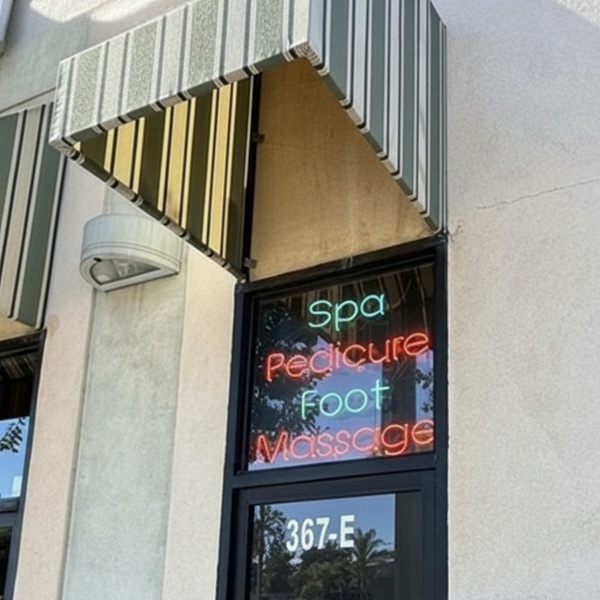 Spa
Pedicure
Foot
Massage
367-E